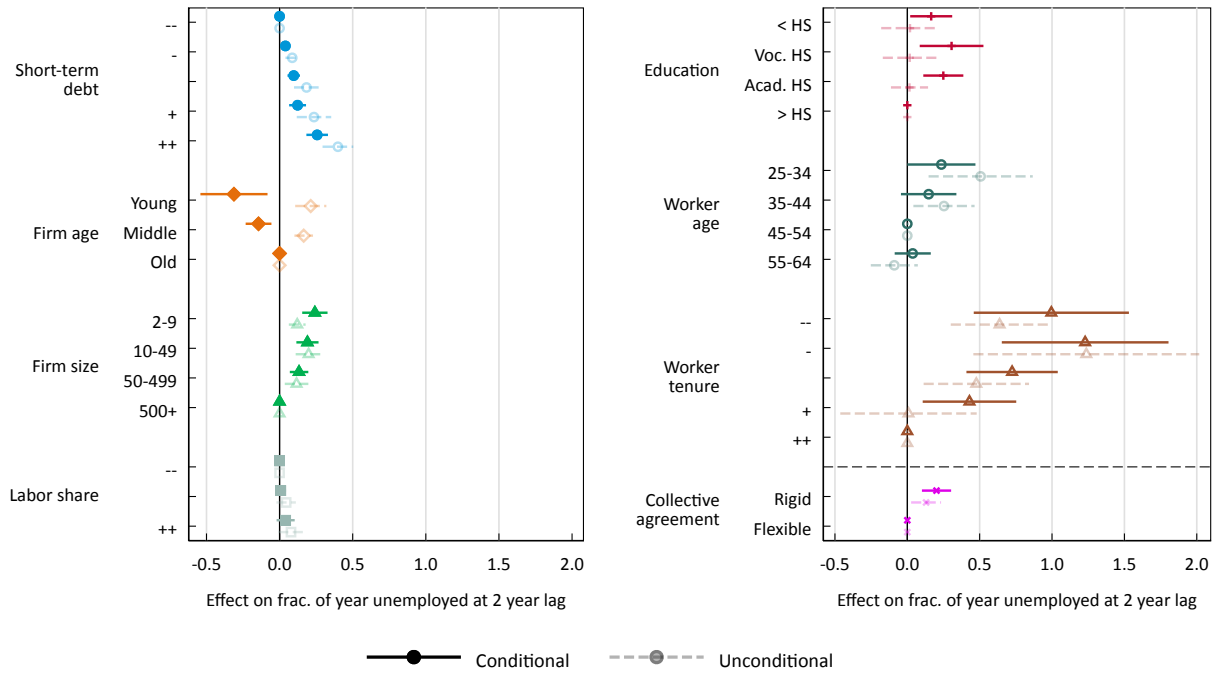 --
-
Short-term
debt
+
++
Young
Firm age
Middle
Old
2-9
10-49
Firm size
50-499
500+
--
Labor share
++
-0.5 0.0 0.5 1.0 1.5 2.0
Effect on frac. of year unemployed at 2 year lag
< HS
Voc. HS
Education
Acad. HS
> HS
25-34
Worker
age
35-44
45-54
55-64
--
-
Worker
tenure
+
++
Collective
agreement
Rigid
Flexible
-0.5 0.0 0.5 1.0 1.5 2.0
Effect on frac. of year unemployed at 2 year lag
Conditional Unconditional